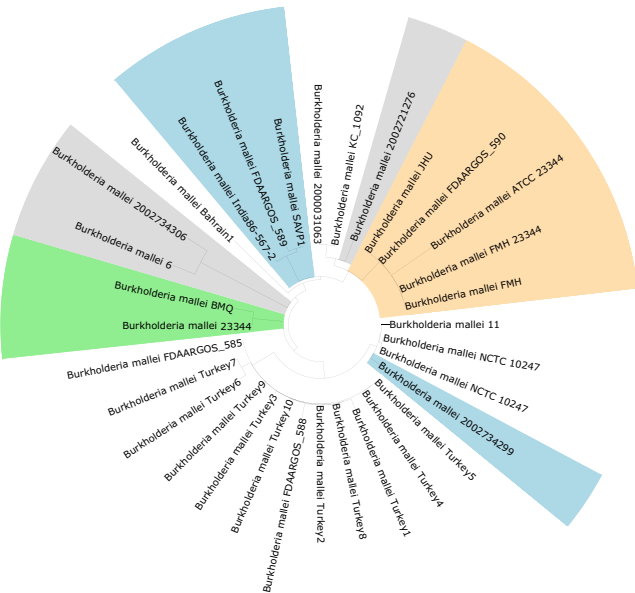 Burkholderia mallei 2000031063
Burkholderia mallei KC_1092
Burkholderia mallei 2002721276
Burkholderia mallei JHU
Burkholderia mallei FDAARGOS_590
Burkholderia mallei ATCC 23344
Burkholderia mallei FMH 23344
Burkholderia mallei FMH
Burkholderia mallei 11
Burkholderia mallei NCTC 10247
Burkholderia mallei NCTC 10247
Burkholderia mallei 2002734299
Burkholderia mallei Turkey5
Burkholderia mallei Turkey4
Burkholderia mallei Turkey1
Burkholderia mallei Turkey8
Burkholderia mallei Turkey2
Burkholderia mallei FDAARGOS_588
Burkholderia mallei Turkey10
Burkholderia mallei Turkey3
Burkholderia mallei Turkey9
Burkholderia mallei Turkey6
Burkholderia mallei Turkey7
Burkholderia mallei FDAARGOS_585
Burkholderia mallei 23344
Burkholderia mallei BMQ
Burkholderia mallei 6
Burkholderia mallei 2002734306
Burkholderia mallei Bahrain1
Burkholderia mallei India86-567-2
Burkholderia mallei FDAARGOS_589
Burkholderia mallei SAVP1